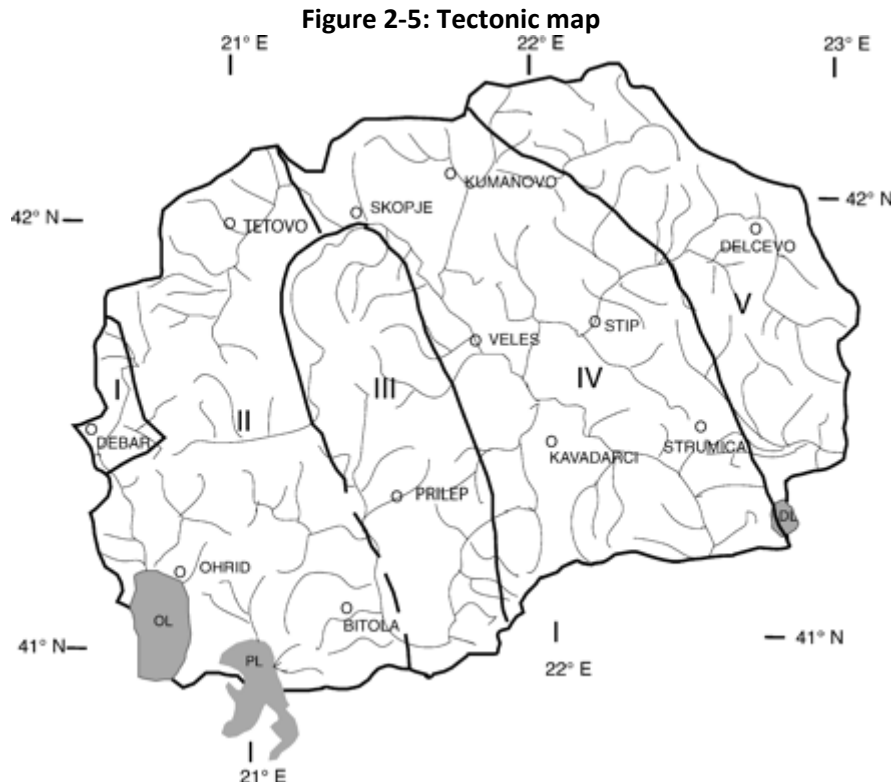 Figure 2-5: Tectonic map
21° E
22° E
23° E
42° N
42° N
KUMANOVO
SKOPJE
TETOVO
DELCEVO
V
STIP
VELES
I
III
IV
II
DEBAR
STRUMICA
KAVADARCI
PRILEP
DL
OHRID
BITOLA
OL
PL
41° N
41° N
22° E
21° E